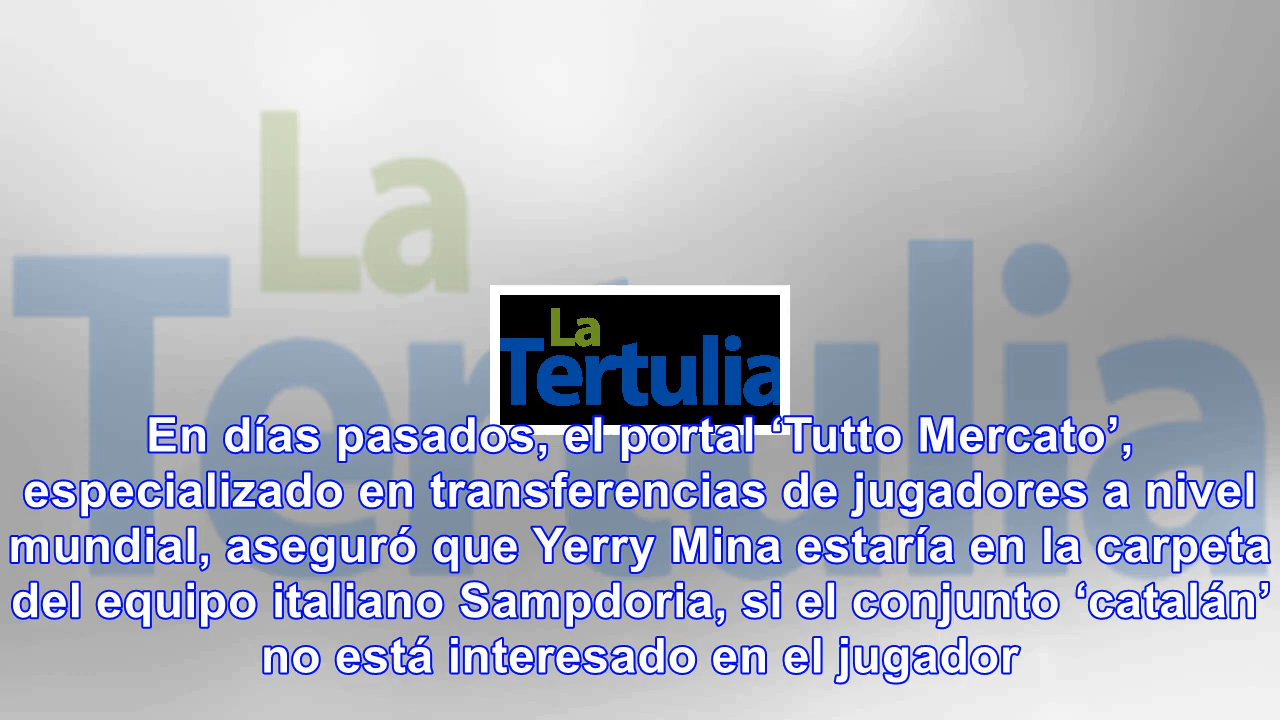 La
Tertulia
La
Tertulia
En días pasados, el portal ‘Tutto Mercato’,
especializado en transferencias de jugadores a nivel
mundial, aseguró que Yerry Mina estaría en la carpeta
del equipo italiano Sampdoria, si el conjunto ‘catalán’
no está interesado en el jugador